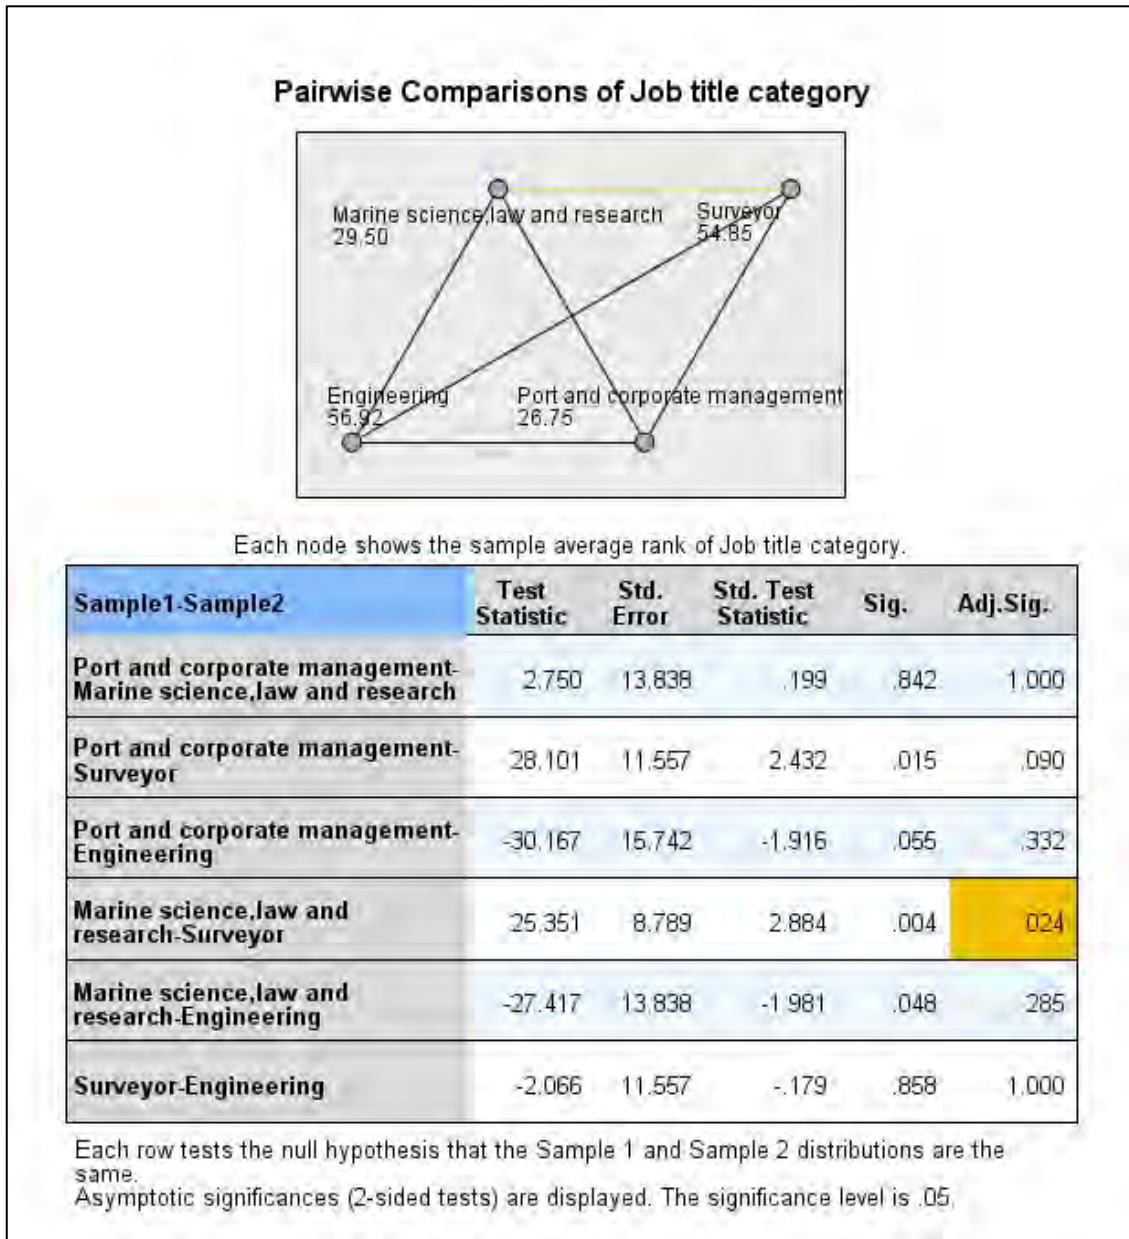 Pairwise Comparisons of Job title category
Marine science,law and research
29.50
Surveyor
54.85
Engineering
56.92
Port and corporate management
26.75
Each node shows the sample average rank of Job title category.
Sample1-Sample2 Test Statistic Std. Error Std. Test Statistic Sig. Adj.Sig.
Port and corporate management-
Marine science,law and research 2.750 13.838 .199 .842 1.000
Port and corporate management-
Surveyor 28.101 11.557 2.432 .015 .090
Port and corporate management-
Engineering -30.167 15.742 -1.916 .055 .332
Marine science,law and
research-Surveyor 25.351 8.789 2.884 .004 .024
Marine science,law and
research-Engineering -27.417 13.838 -1.981 .048 .285
Surveyor-Engineering -2.066 11.557 -.179 .858 1.000
Each row tests the null hypothesis that the Sample 1 and Sample 2 distributions are the
same.
Asymptotic significances (2-sided tests) are displayed. The significance level is .05.